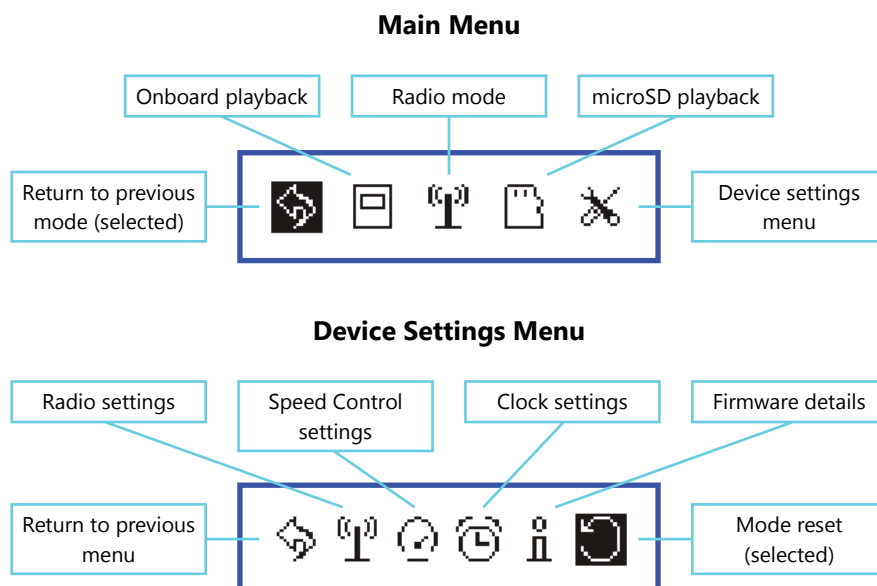 Main Menu
Onboard playback
Radio mode
microSD playback
Return to previous
mode (selected)
Device settings
menu
Device Settings Menu
Radio settings
Speed Control
settings
Clock settings
Firmware details
Return to previous
menu
Mode reset
(selected)